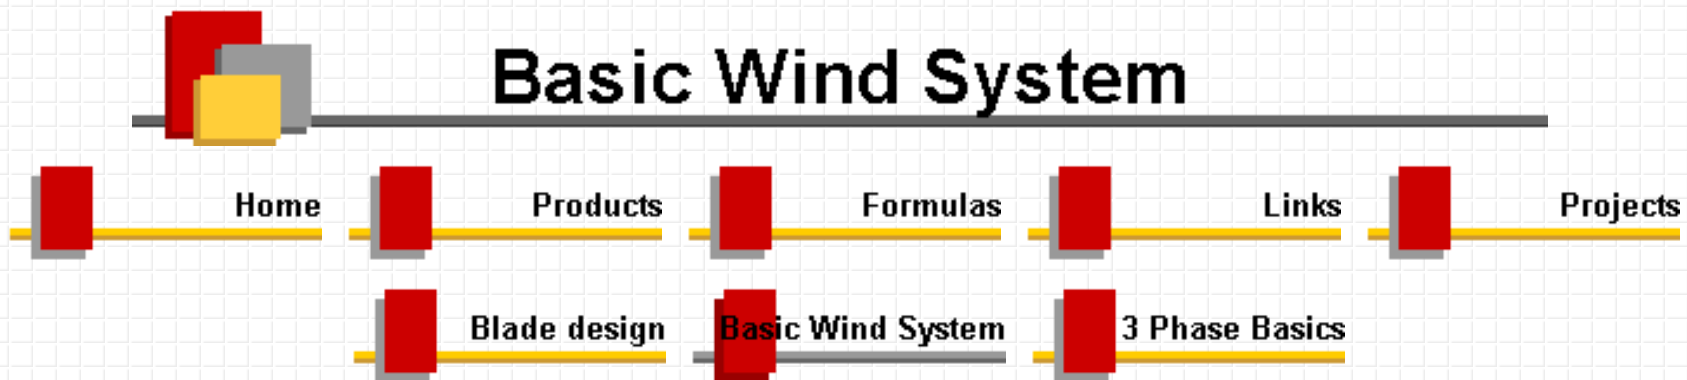 Basic Wind System
Home Products Formulas Links Projects
Blade design Basic Wind System 3 Phase Basics